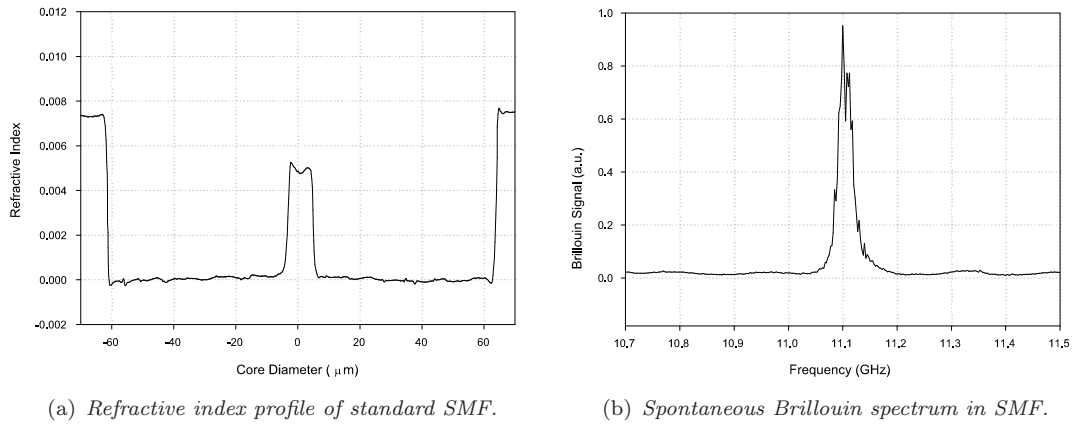 0.012
0.010
0.008
0.006
0.004
0.002
0.000
-0.002
Refractive Index
-60 -40 -20 0 20 40 60
Core Diameter ( μm)
(a) Refractive index profile of standard SMF.
1.0
0.8
0.6
0.4
0.2
0.0
Brillouin Signal (a.u.)
10.7 10.8 10.9 11.0 11.1 11.2 11.3 11.4 11.5
Frequency (GHz)
(b) Spontaneous Brillouin spectrum in SMF.